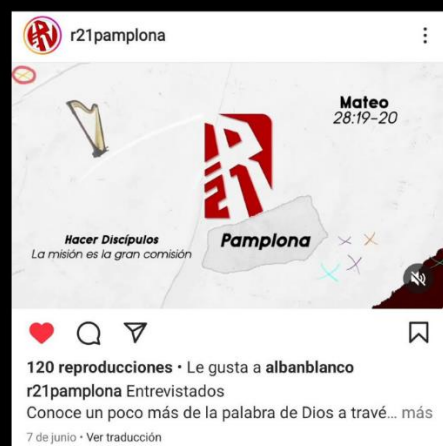 r21pamplona
Mateo
28:19-20
Hacer Discípulos
La misión es la gran comisión
Pamplona
120 reproducciones • Le gusta a albanblanco
r21pamplona Entrevistados
Conoce un poco más de la palabra de Dios a travé... más
7 de junio • Ver traducción